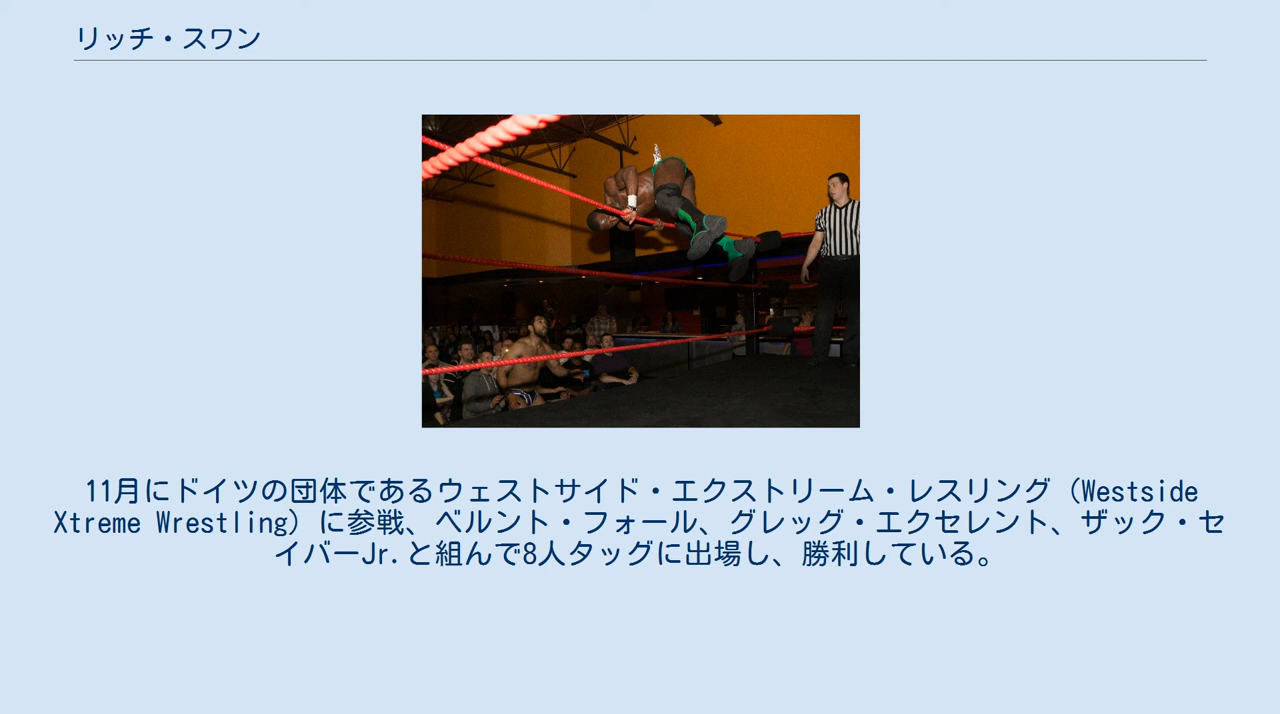 リッチ・スワン
11月にドイツの団体であるウェストサイド・エクストリーム・レスリング（Westside
Xtreme Wrestling）に参戦、ベルント・フォール、グレッグ・エクセレント、ザック・セ
イバーJr.と組んで8人タッグに出場し、勝利している。